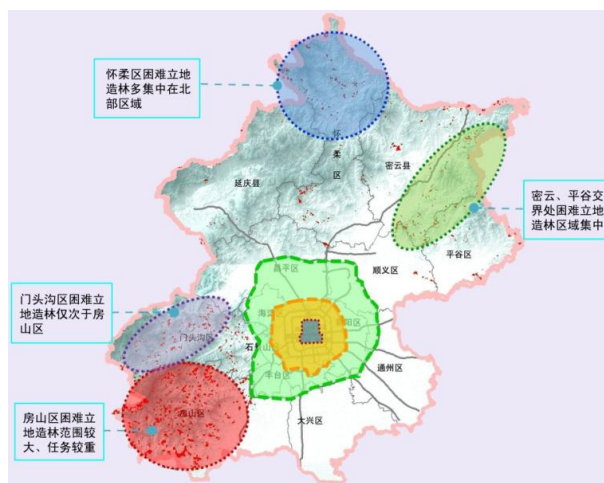 怀柔区困难立地
造林多集中在北
部区域
怀
柔
区
密云县
延庆县
密云、平谷交
界处困难立地
造林区域集中
平谷区
顺义区
昌平区
门头沟区困难立
地造林仅次于房
山区
门头沟区
丰台区
通州区
大兴区
房山区
房山区困难立
地造林范围较
大、任务较重